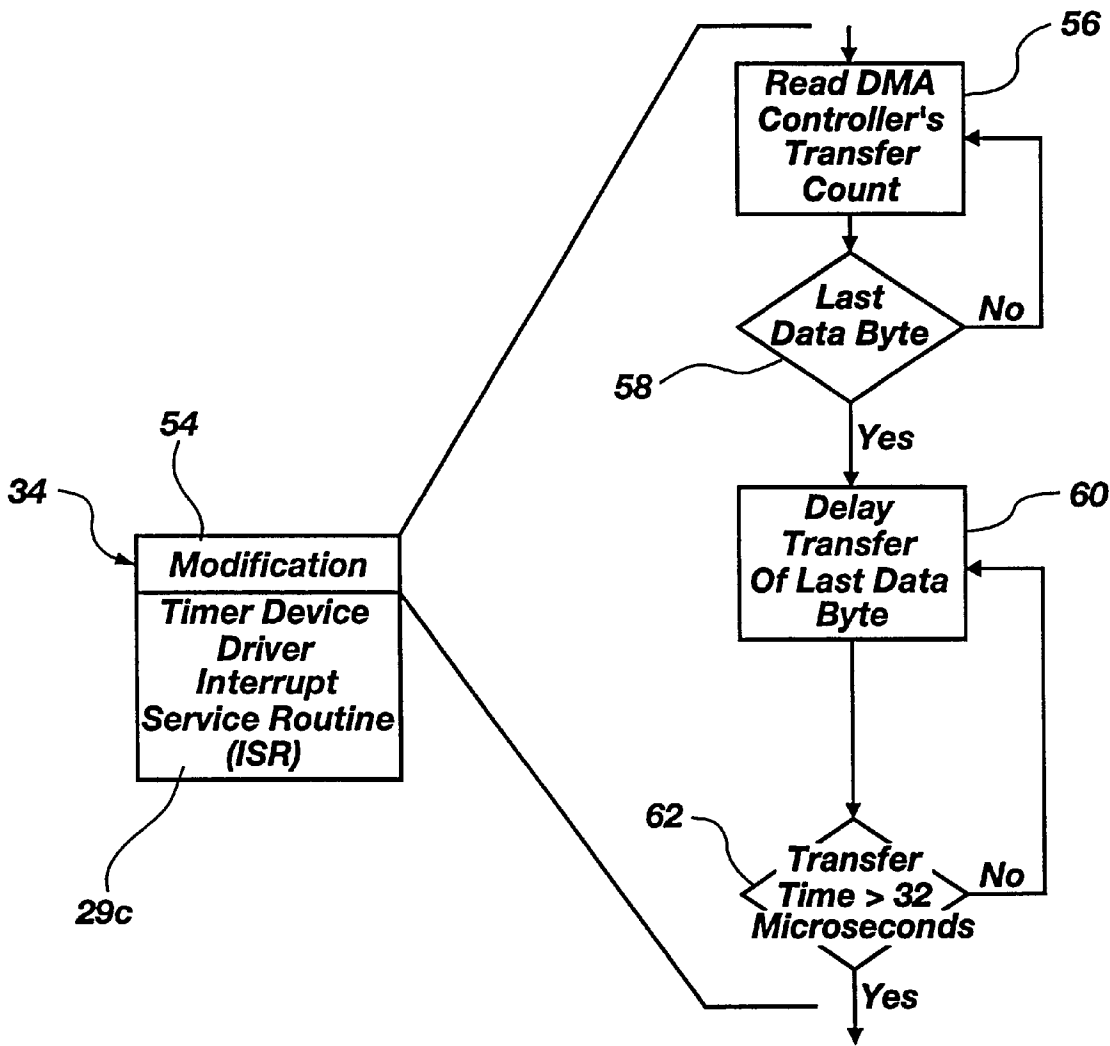 56
Read DMA
Controller's
Transfer
Count
Last
Data Byte
No
58
Yes
54
34
Modification
Timer Device
Driver
Interrupt
Service Routine
(ISR)
29c
60
Delay
Transfer
Of Last Data
Byte
62
Transfer
Time > 32
Microseconds
No
Yes